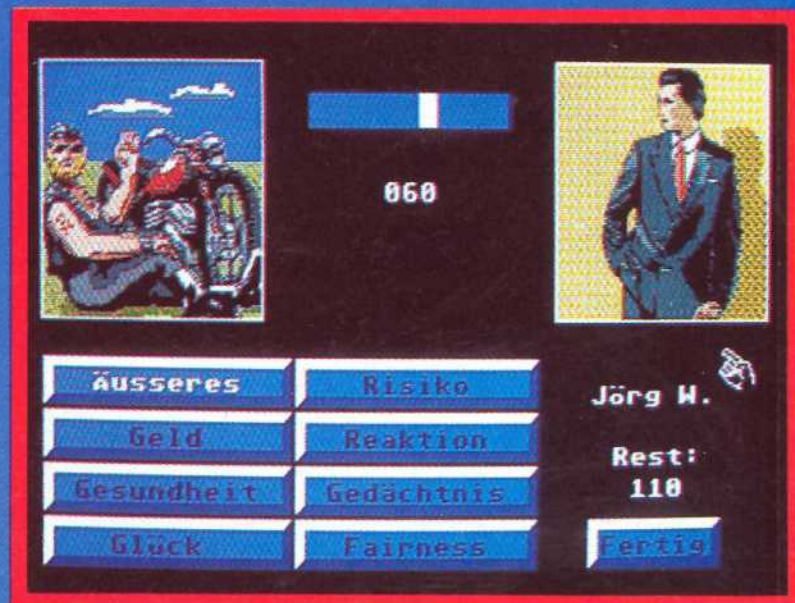 060
Äusseres Risiko
Geld Reaktion
Gesundheit Gedächtnis
Glück Fairness
Jörg W.
Rest:
110
Fertig